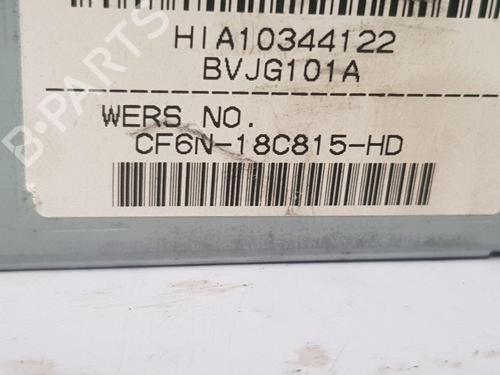 HIA10344122
BVJG101A
WERS NO.
CF6N-18C815-HD
B-PARTS